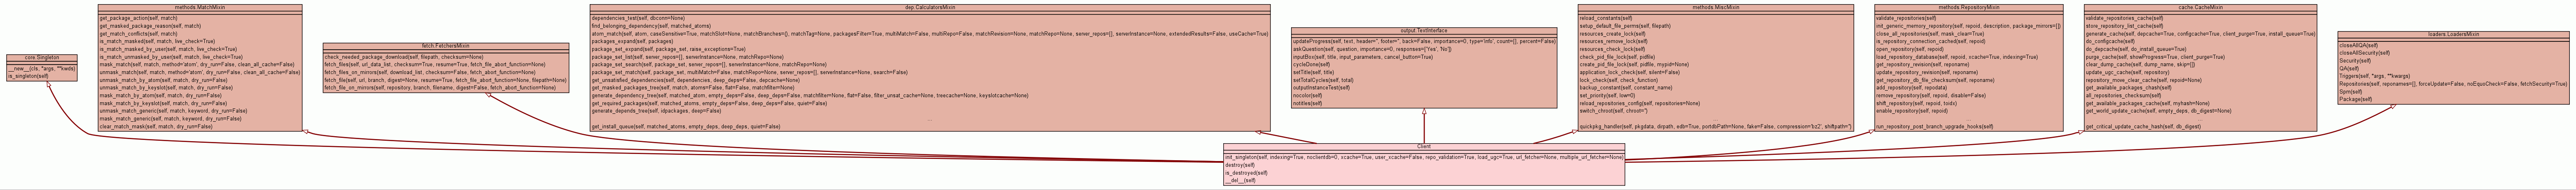 core.Singleton
__new__(cls, *args, **kwds)
is_singleton(self)
methods.MatchMixin
get_package_action(self, match)
get_masked_package_reason(self, match)
get_match_conflicts(self, match)
is_match_masked(self, match, live_check=True)
is_match_masked_by_user(self, match, live_check=True)
is_match_unmasked_by_user(self, match, live_check=True)
mask_match(self, match, method='atom', dry_run=False, clean_all_cache=False)
unmask_match(self, match, method='atom', dry_run=False, clean_all_cache=False)
unmask_match_by_atom(self, match, dry_run=False)
unmask_match_by_keyslot(self, match, dry_run=False)
mask_match_by_atom(self, match, dry_run=False)
mask_match_by_keyslot(self, match, dry_run=False)
unmask_match_generic(self, match, keyword, dry_run=False)
mask_match_generic(self, match, keyword, dry_run=False)
clear_match_mask(self, match, dry_run=False)
fetch.FetchersMixin
check_needed_package_download(self, filepath, checksum=None)
fetch_files(self, url_data_list, checksum=True, resume=True, fetch_file_abort_function=None)
fetch_files_on_mirrors(self, download_list, checksum=False, fetch_abort_function=None)
fetch_file(self, url, branch, digest=None, resume=True, fetch_file_abort_function=None, filepath=None)
fetch_file_on_mirrors(self, repository, branch, filename, digest=False, fetch_abort_function=None)
dep.CalculatorsMixin
dependencies_test(self, dbconn=None)
find_belonging_dependency(self, matched_atoms)
atom_match(self, atom, caseSensitive=True, matchSlot=None, matchBranches=(), matchTag=None, packagesFilter=True, multiMatch=False, multiRepo=False, matchRevision=None, matchRepo=None, server_repos=[], serverInstance=None, extendedResults=False, useCache=True)
packages_expand(self, packages)
package_set_expand(self, package_set, raise_exceptions=True)
package_set_list(self, server_repos=[], serverInstance=None, matchRepo=None)
package_set_search(self, package_set, server_repos=[], serverInstance=None, matchRepo=None)
package_set_match(self, package_set, multiMatch=False, matchRepo=None, server_repos=[], serverInstance=None, search=False)
get_unsatisfied_dependencies(self, dependencies, deep_deps=False, depcache=None)
get_masked_packages_tree(self, match, atoms=False, flat=False, matchfilter=None)
generate_dependency_tree(self, matched_atom, empty_deps=False, deep_deps=False, matchfilter=None, flat=False, filter_unsat_cache=None, treecache=None, keyslotcache=None)
get_required_packages(self, matched_atoms, empty_deps=False, deep_deps=False, quiet=False)
generate_depends_tree(self, idpackages, deep=False)
...
get_install_queue(self, matched_atoms, empty_deps, deep_deps, quiet=False)
output.TextInterface
updateProgress(self, text, header='', footer='', back=False, importance=0, type='info', count=[], percent=False)
askQuestion(self, question, importance=0, responses=('Yes', 'No'))
inputBox(self, title, input_parameters, cancel_button=True)
cycleDone(self)
setTitle(self, title)
setTotalCycles(self, total)
outputInstanceTest(self)
nocolor(self)
notitles(self)
methods.MiscMixin
reload_constants(self)
setup_default_file_perms(self, filepath)
resources_create_lock(self)
resources_remove_lock(self)
resources_check_lock(self)
check_pid_file_lock(self, pidfile)
create_pid_file_lock(self, pidfile, mypid=None)
application_lock_check(self, silent=False)
lock_check(self, check_function)
backup_constant(self, constant_name)
set_priority(self, low=0)
reload_repositories_config(self, repositories=None)
switch_chroot(self, chroot='')
...
quickpkg_handler(self, pkgdata, dirpath, edb=True, portdbPath=None, fake=False, compression='bz2', shiftpath='')
methods.RepositoryMixin
validate_repositories(self)
init_generic_memory_repository(self, repoid, description, package_mirrors=[])
close_all_repositories(self, mask_clear=True)
is_repository_connection_cached(self, repoid)
open_repository(self, repoid)
load_repository_database(self, repoid, xcache=True, indexing=True)
get_repository_revision(self, reponame)
update_repository_revision(self, reponame)
get_repository_db_file_checksum(self, reponame)
add_repository(self, repodata)
remove_repository(self, repoid, disable=False)
shift_repository(self, repoid, toidx)
enable_repository(self, repoid)
...
run_repository_post_branch_upgrade_hooks(self)
cache.CacheMixin
validate_repositories_cache(self)
store_repository_list_cache(self)
generate_cache(self, depcache=True, configcache=True, client_purge=True, install_queue=True)
do_configcache(self)
do_depcache(self, do_install_queue=True)
purge_cache(self, showProgress=True, client_purge=True)
clear_dump_cache(self, dump_name, skip=[])
update_ugc_cache(self, repository)
repository_move_clear_cache(self, repoid=None)
get_available_packages_chash(self)
all_repositories_checksum(self)
get_available_packages_cache(self, myhash=None)
get_world_update_cache(self, empty_deps, db_digest=None)
...
get_critical_update_cache_hash(self, db_digest)
loaders.LoadersMixin
closeAllQA(self)
closeAllSecurity(self)
Security(self)
QA(self)
Triggers(self, *args, **kwargs)
Repositories(self, reponames=[], forceUpdate=False, noEquoCheck=False, fetchSecurity=True)
Spm(self)
Package(self)
Client
init_singleton(self, indexing=True, noclientdb=0, xcache=True, user_xcache=False, repo_validation=True, load_ugc=True, url_fetcher=None, multiple_url_fetcher=None)
destroy(self)
is_destroyed(self)
__del__(self)